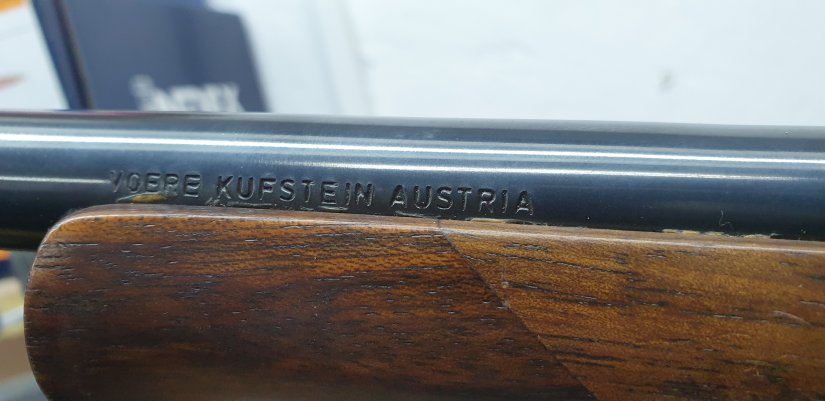 VOERE KUFSTEIN AUSTRIA